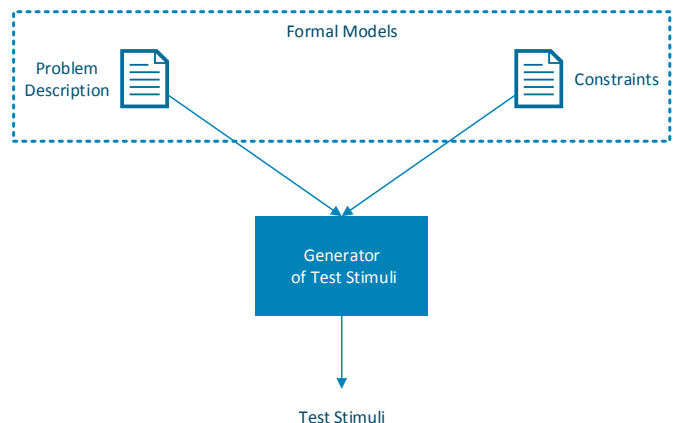 Formal Models
Problem
Description
Constraints
Generator
of Test Stimuli
Test Stimuli